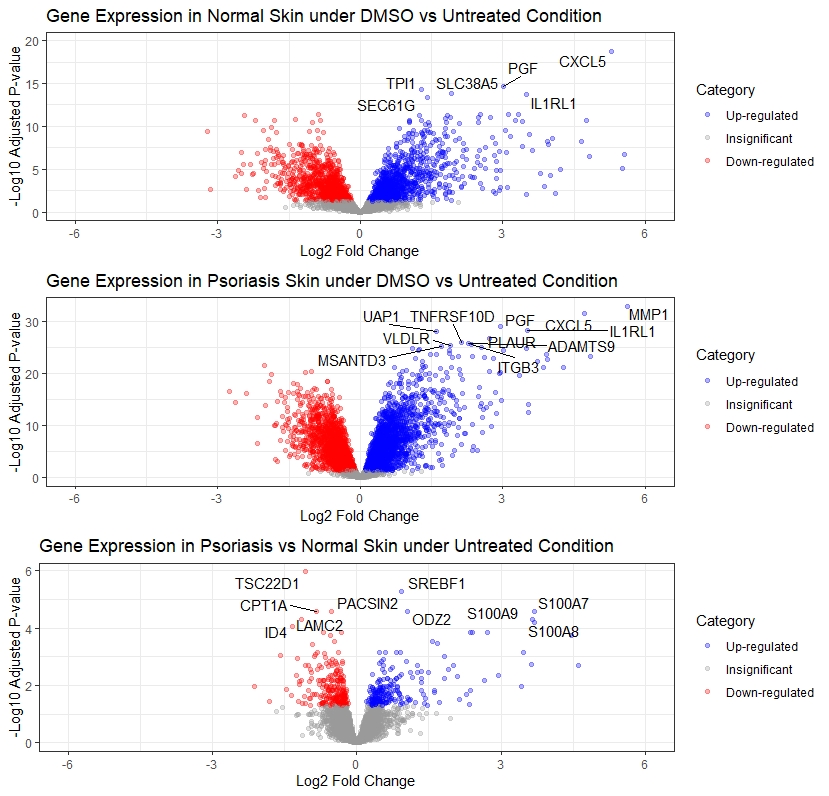 Gene Expression in Normal Skin under DMSO vs Untreated Condition
-Log10 Adjusted P-value
20
15
10
5
0
CXCL5
PGF
TPI1
SLC38A5
SEC61G
IL1RL1
-6
-3
0
3
6
Log2 Fold Change
Category
Up-regulated
Insignificant
Down-regulated
Gene Expression in Psoriasis Skin under DMSO vs Untreated Condition
-Log10 Adjusted P-value
30
20
10
0
UAP1
TNFRSF10D
PGF
MMP1
CXCL5
IL1RL1
VLDLR
PLAUR
ADAMTS9
MSANTD3
ITGB3
-6
-3
0
3
6
Log2 Fold Change
Category
Up-regulated
Insignificant
Down-regulated
Gene Expression in Psoriasis vs Normal Skin under Untreated Condition
-Log10 Adjusted P-value
6
4
2
0
TSC22D1
SREBF1
CPT1A
PACSIN2
S100A7
S100A9
ODZ2
LAMC2
ID4
S100A8
-6
-3
0
3
6
Log2 Fold Change
Category
Up-regulated
Insignificant
Down-regulated